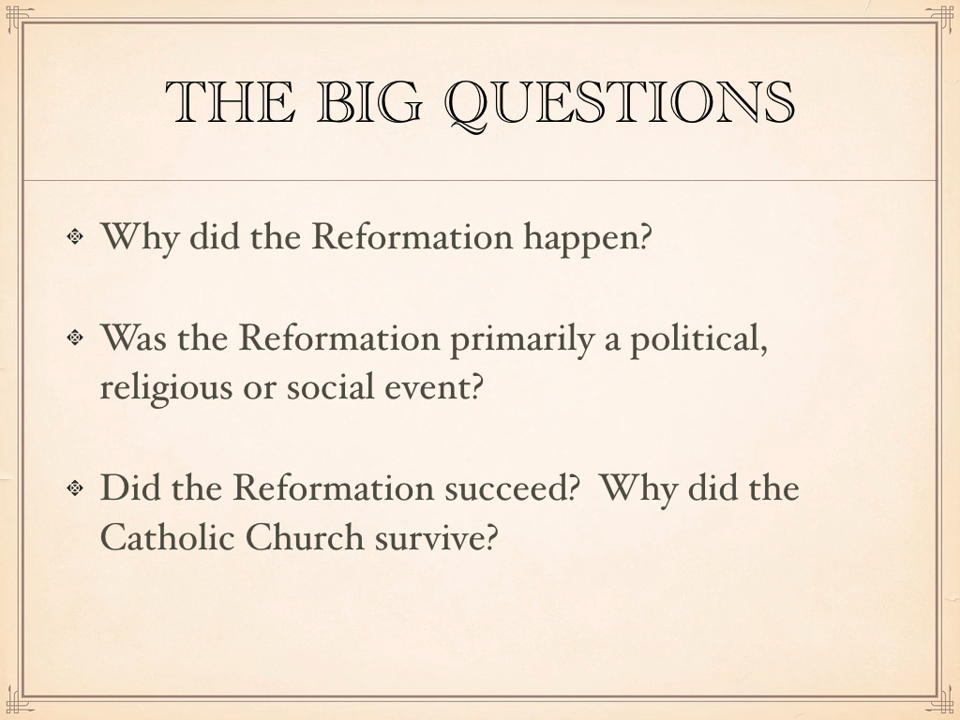 THE BIG QUESTIONS
Why did the Reformation happen?
Was the Reformation primarily a political,
religious or social event?
Did the Reformation succeed?  Why did the
Catholic Church survive?